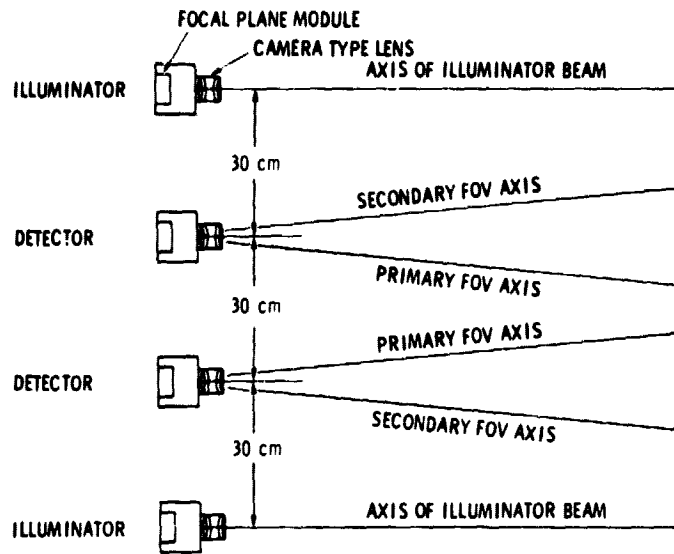 FOCAL PLANE MODULE
CAMERA TYPE LENS
AXIS OF ILLUMINATOR BEAM
ILLUMINATOR
30 cm
SECONDARY FOV AXIS
DETECTOR
PRIMARY FOV AXIS
30 cm
PRIMARY FOV AXIS
DETECTOR
SECONDARY FOV AXIS
30 cm
AXIS OF ILLUMINATOR BEAM
ILLUMINATOR